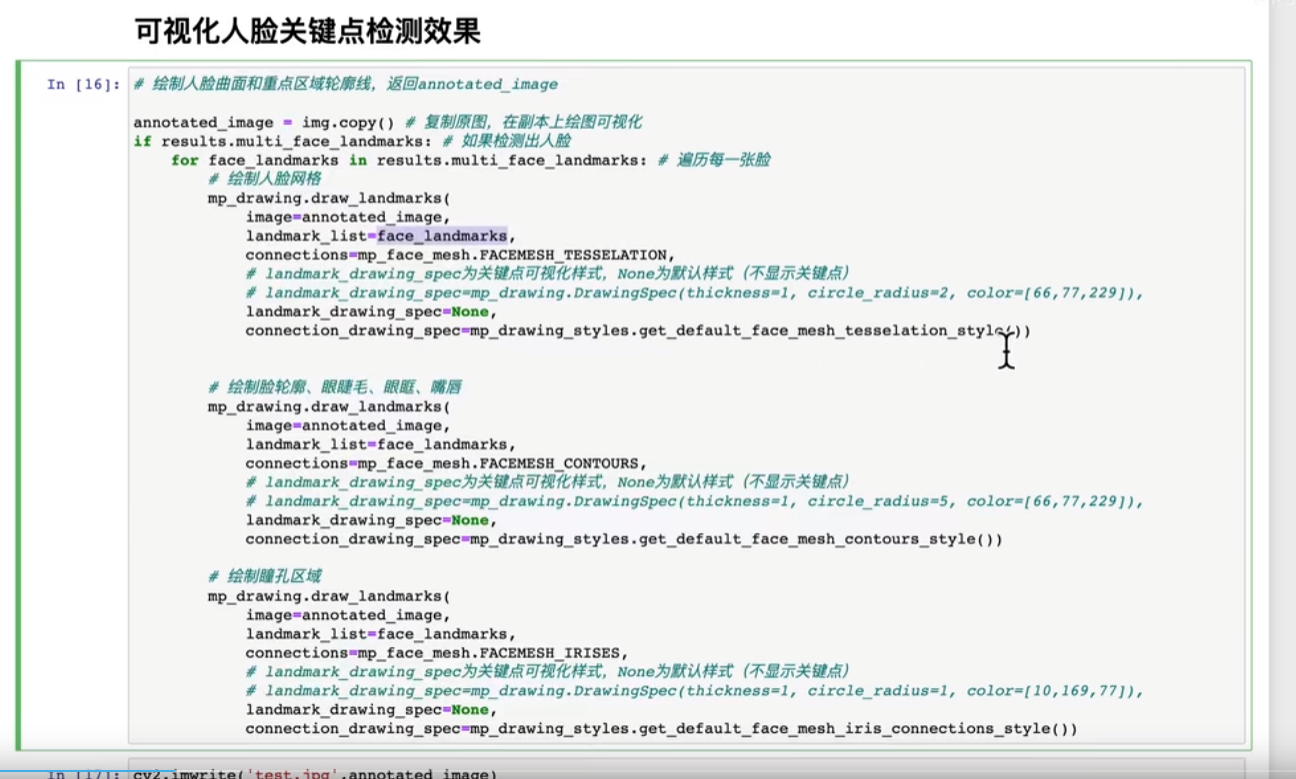 可视化人脸关键点检测效果
In [16]: # 绘制人脸曲面和重点区域轮廓线，返回annotated_image
annotated_image = img.copy() # 复制原图，在副本上绘图可视化
if results.multi_face_landmarks: # 如果检测出人脸
for face_landmarks in results.multi_face_landmarks: # 遍历每一张脸
# 绘制人脸网格
mp_drawing.draw_landmarks(
image=annotated_image,
landmark_list=face_landmarks,
connections=mp_face_mesh.FACEMESH_TESSELATION,
# landmark_drawing_spec为关键点可视化样式，None为默认样式（不显示关键点）
# landmark_drawing_spec=mp_drawing.DrawingSpec(thickness=1, circle_radius=2, color=[66,77,229]),
landmark_drawing_spec=None,
connection_drawing_spec=mp_drawing_styles.get_default_face_mesh_tesselation_style())
# 绘制脸轮廓、眼睫毛、眼眶、嘴唇
mp_drawing.draw_landmarks(
image=annotated_image,
landmark_list=face_landmarks,
connections=mp_face_mesh.FACEMESH_CONTOURS,
# landmark_drawing_spec为关键点可视化样式，None为默认样式（不显示关键点）
# landmark_drawing_spec=mp_drawing.DrawingSpec(thickness=1, circle_radius=5, color=[66,77,229]),
landmark_drawing_spec=None,
connection_drawing_spec=mp_drawing_styles.get_default_face_mesh_contours_style())
# 绘制瞳孔区域
mp_drawing.draw_landmarks(
image=annotated_image,
landmark_list=face_landmarks,
connections=mp_face_mesh.FACEMESH_IRISES,
# landmark_drawing_spec为关键点可视化样式，None为默认样式（不显示关键点）
# landmark_drawing_spec=mp_drawing.DrawingSpec(thickness=1, circle_radius=1, color=[10,169,77]),
landmark_drawing_spec=None,
connection_drawing_spec=mp_drawing_styles.get_default_face_mesh_iris_connections_style())
In [17]: cv2.imwrite('test.jpg',annotated_image)